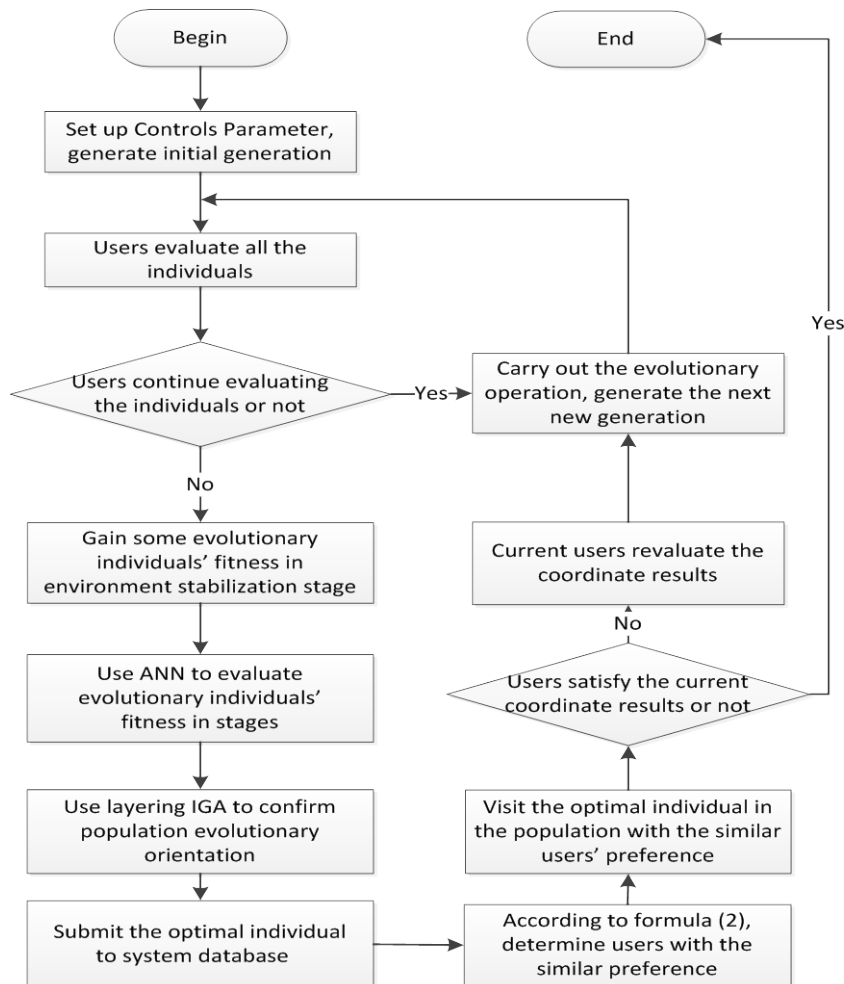 Begin
End
Set up Controls Parameter,
generate initial generation
Users evaluate all the
individuals
Yes
Users continue evaluating
the individuals or not
Yes
Carry out the evolutionary
operation, generate the next
new generation
No
Gain some evolutionary
individuals’ fitness in
environment stabilization stage
Current users revaluate the
coordinate results
No
Use ANN to evaluate
evolutionary individuals’
fitness in stages
Users satisfy the current
coordinate results or not
Use layering IGA to confirm
population evolutionary
orientation
Visit the optimal individual in
the population with the similar
users’ preference
Submit the optimal individual
to system database
According to formula (2),
determine users with the
similar preference